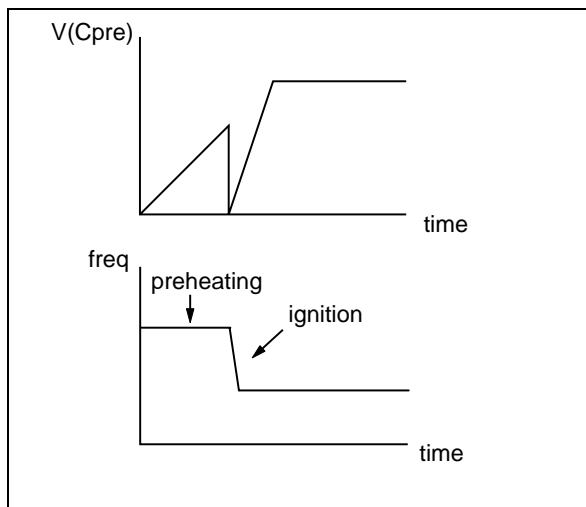 V(Cpre)
time
freq
preheating
ignition
time